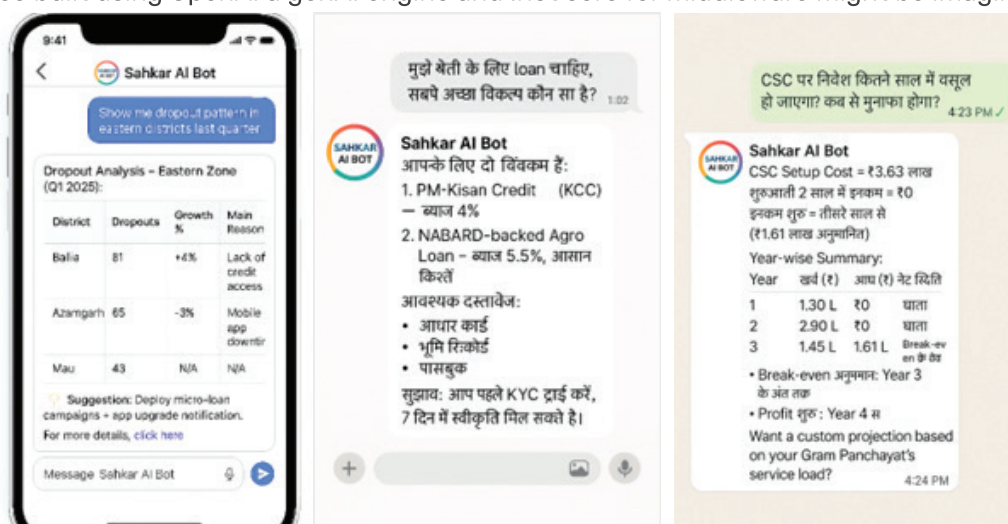 9:41
Sahkar AI Bot
Show me dropout pattern in
eastern districts last quarter
Dropout Analysis – Eastern Zone
(Q1 2025):
District Dropouts Growth % Main Reason
Ballia 81 +4% Lack of credit access
Azamgarh 65 -3% Mobile app
Mau 43 N/A N/A
Suggestion: Deploy micro-loan
campaigns + app upgrade notification.
For more details, click here
Message Sahkar AI Bot
मुझे खेती के लिए loan चाहिए,
सबपे अच्छा विकल्प कौन सा है? 1:02
SAHKAR
AI BOT
Sahkar AI Bot
आपके लिए दो विंवकम हैं:
1. PM-Kisan Credit (KCC)
– ब्याज 4%
2. NABARD-backed Agro
Loan – ब्याज 5.5%, आसान
किश्तें
आवश्यक दस्तावेज:
• आधार कार्ड
• भूमि रिकोर्ड
• पासबुक
सुझाव: आप पहले KYC ट्राई करें,
7 दिन में स्वीकृति मिल सकते है।
CSC पर निवेश कितने साल में वसूल
हो जाएगा? कब से मुनाफा होगा?
4:23 PM ✓
SAHKAR
AI BOT
Sahkar AI Bot
CSC Setup Cost = ₹3.63 लाख
शुरुआती 2 साल में इनकम = ₹0
इनकम शुरु = तीसरे साल से
(₹1.61 लाख अनुमानित)
Year-wise Summary:
Year खर्च (₹) आघ (₹) नेट
1 1.30 L ₹0 घाता
2 2.90 L ₹0 घाता
3 1.45 L 1.61 L Break-ev
en के
• Break-even अनुममान: Year 3
के अंत तक
• Profit शुरु : Year 4 स
Want a custom projection based
on your Gram Panchayat's
service load?
4:24 PM